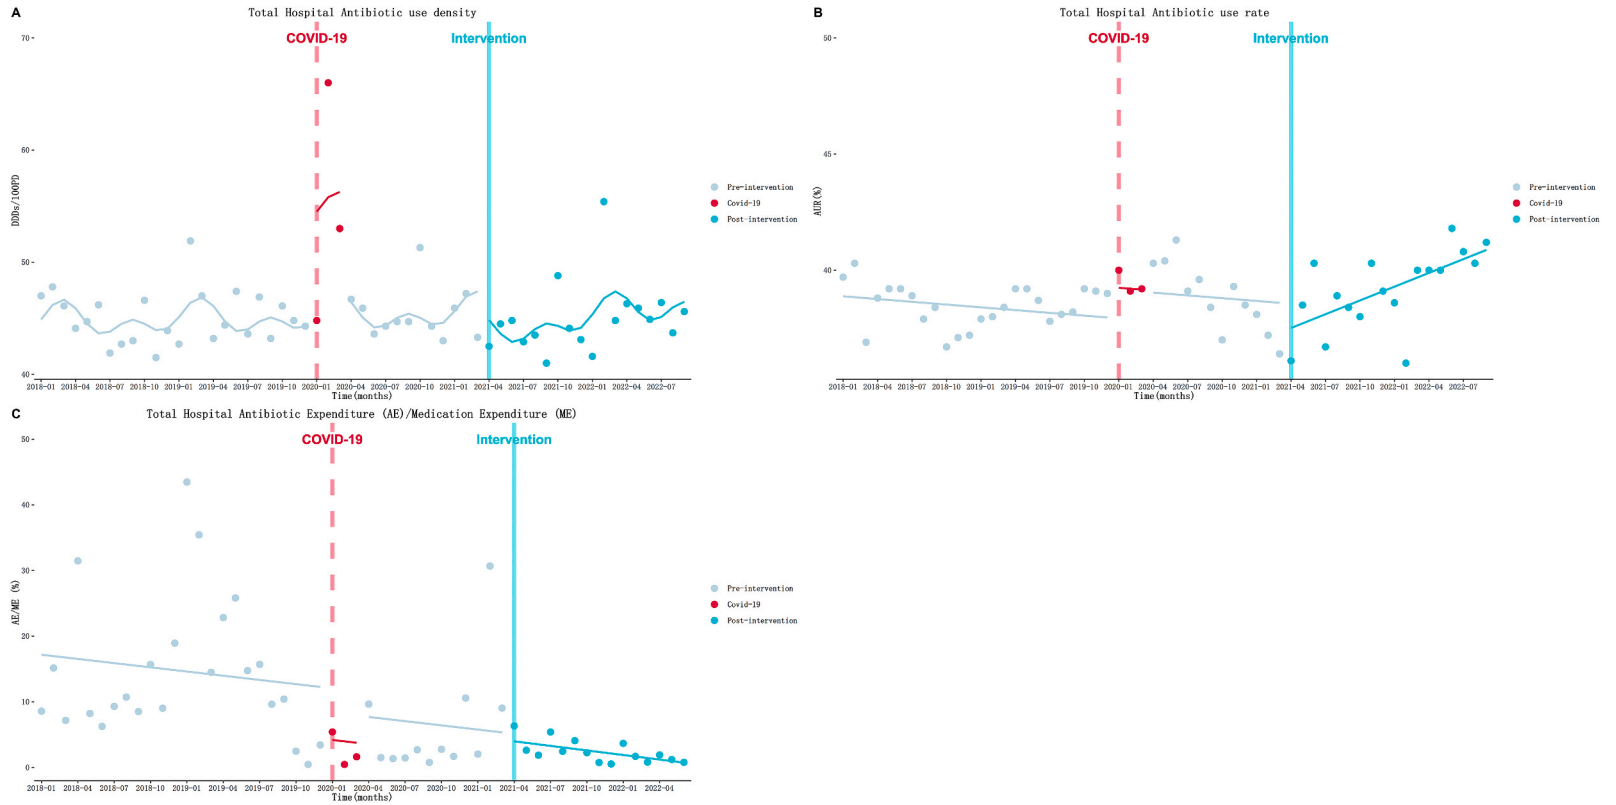 A
Total Hospital Antibiotic use density
70
60
50
40
DDDs/100PD
COVID-19
Intervention
2018-01 2018-04 2018-07 2018-10 2019-01 2019-04 2019-07 2019-10 2020-01 2020-04 2020-07 2020-10 2021-01 2021-04 2021-07 2021-10 2022-01 2022-04 2022-07
Time(months)
Pre-intervention
Covid-19
Post-intervention
B
Total Hospital Antibiotic use rate
50
45
40
AUR(%)
COVID-19
Intervention
2018-01 2018-04 2018-07 2018-10 2019-01 2019-04 2019-07 2019-10 2020-01 2020-04 2020-07 2020-10 2021-01 2021-04 2021-07 2021-10 2022-01 2022-04 2022-07
Time(months)
Pre-intervention
Covid-19
Post-intervention
C
Total Hospital Antibiotic Expenditure (AE)/Medication Expenditure (ME)
50
40
30
20
10
0
AE/ME (%)
COVID-19
Intervention
2018-01 2018-04 2018-07 2018-10 2019-01 2019-04 2019-07 2019-10 2020-01 2020-04 2020-07 2020-10 2021-01 2021-04 2021-07 2021-10 2022-01 2022-04
Time(months)
Pre-intervention
Covid-19
Post-intervention